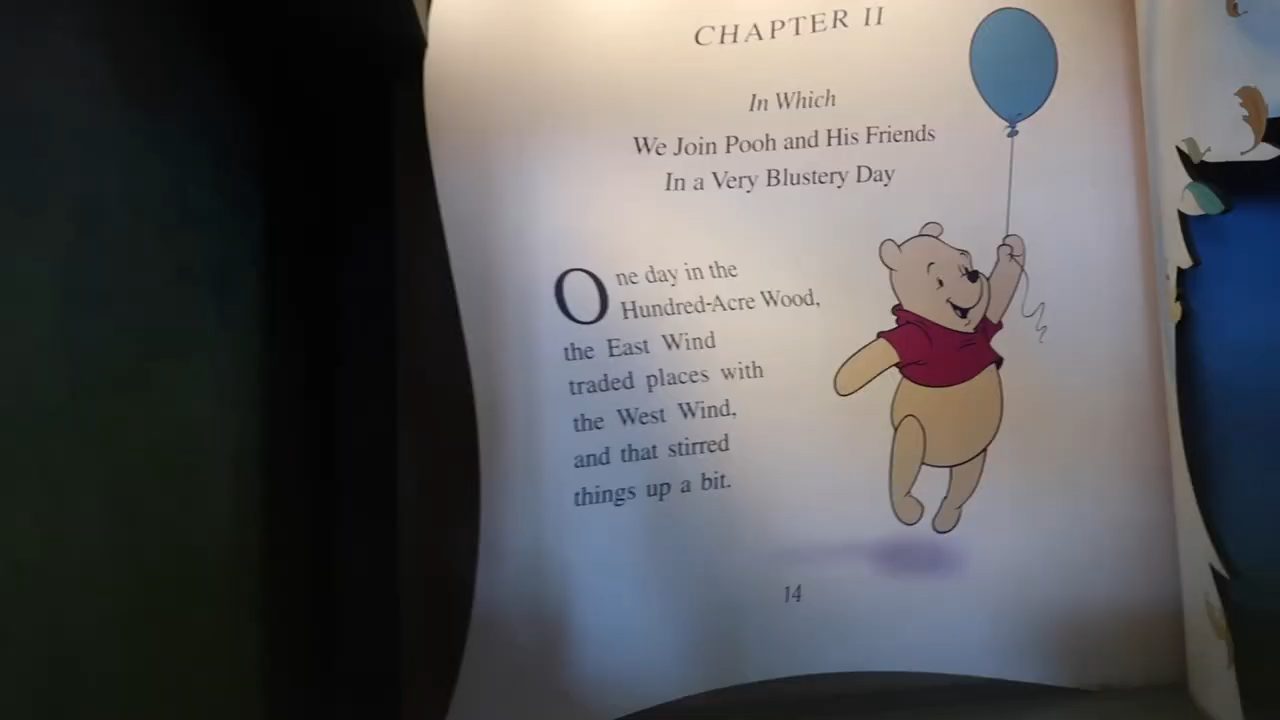 CHAPTER II
In Which
We Join Pooh and His Friends
In a Very Blustery Day
One day in the
Hundred-Acre Wood,
the East Wind
traded places with
the West Wind,
and that stirred
things up a bit.
14